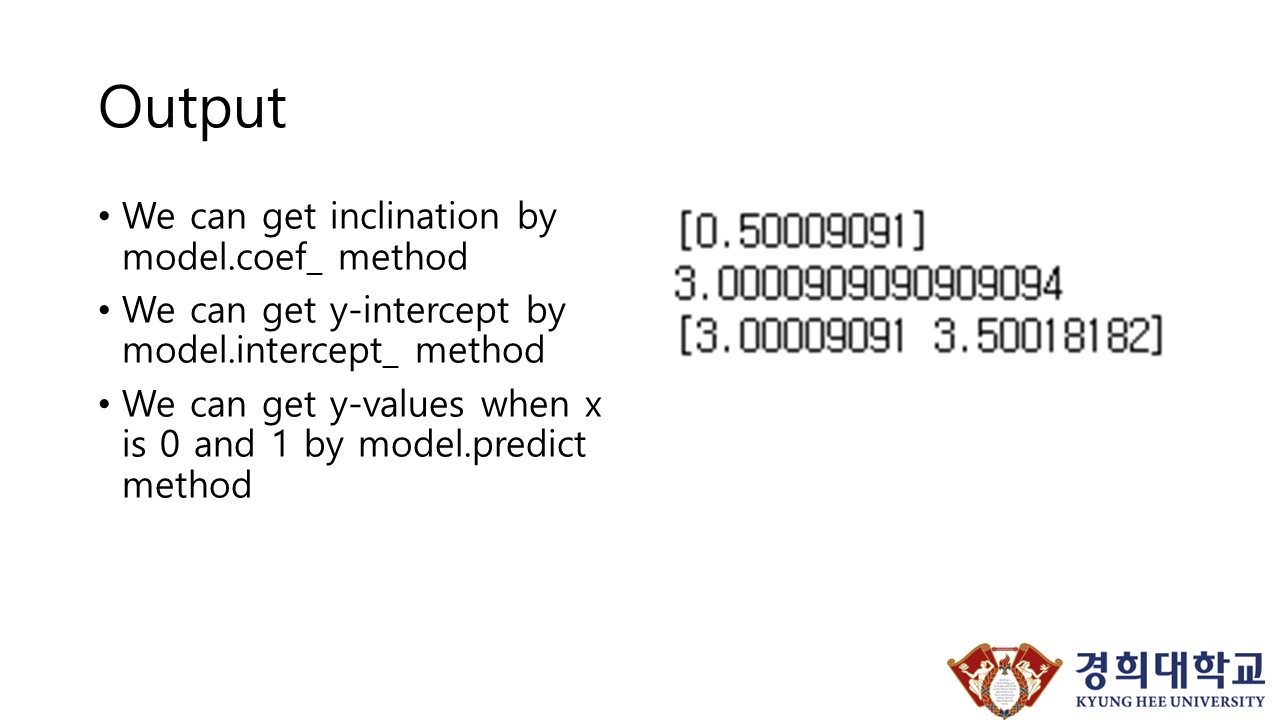 Output
• We can get inclination by
model.coef_ method
• We can get y-intercept by
model.intercept_ method
• We can get y-values when x
is 0 and 1 by model.predict
method
[0.50009091]
3.0000909090909094
[3.00009091 3.50018182]
경희대학교
KYUNG HEE UNIVERSITY